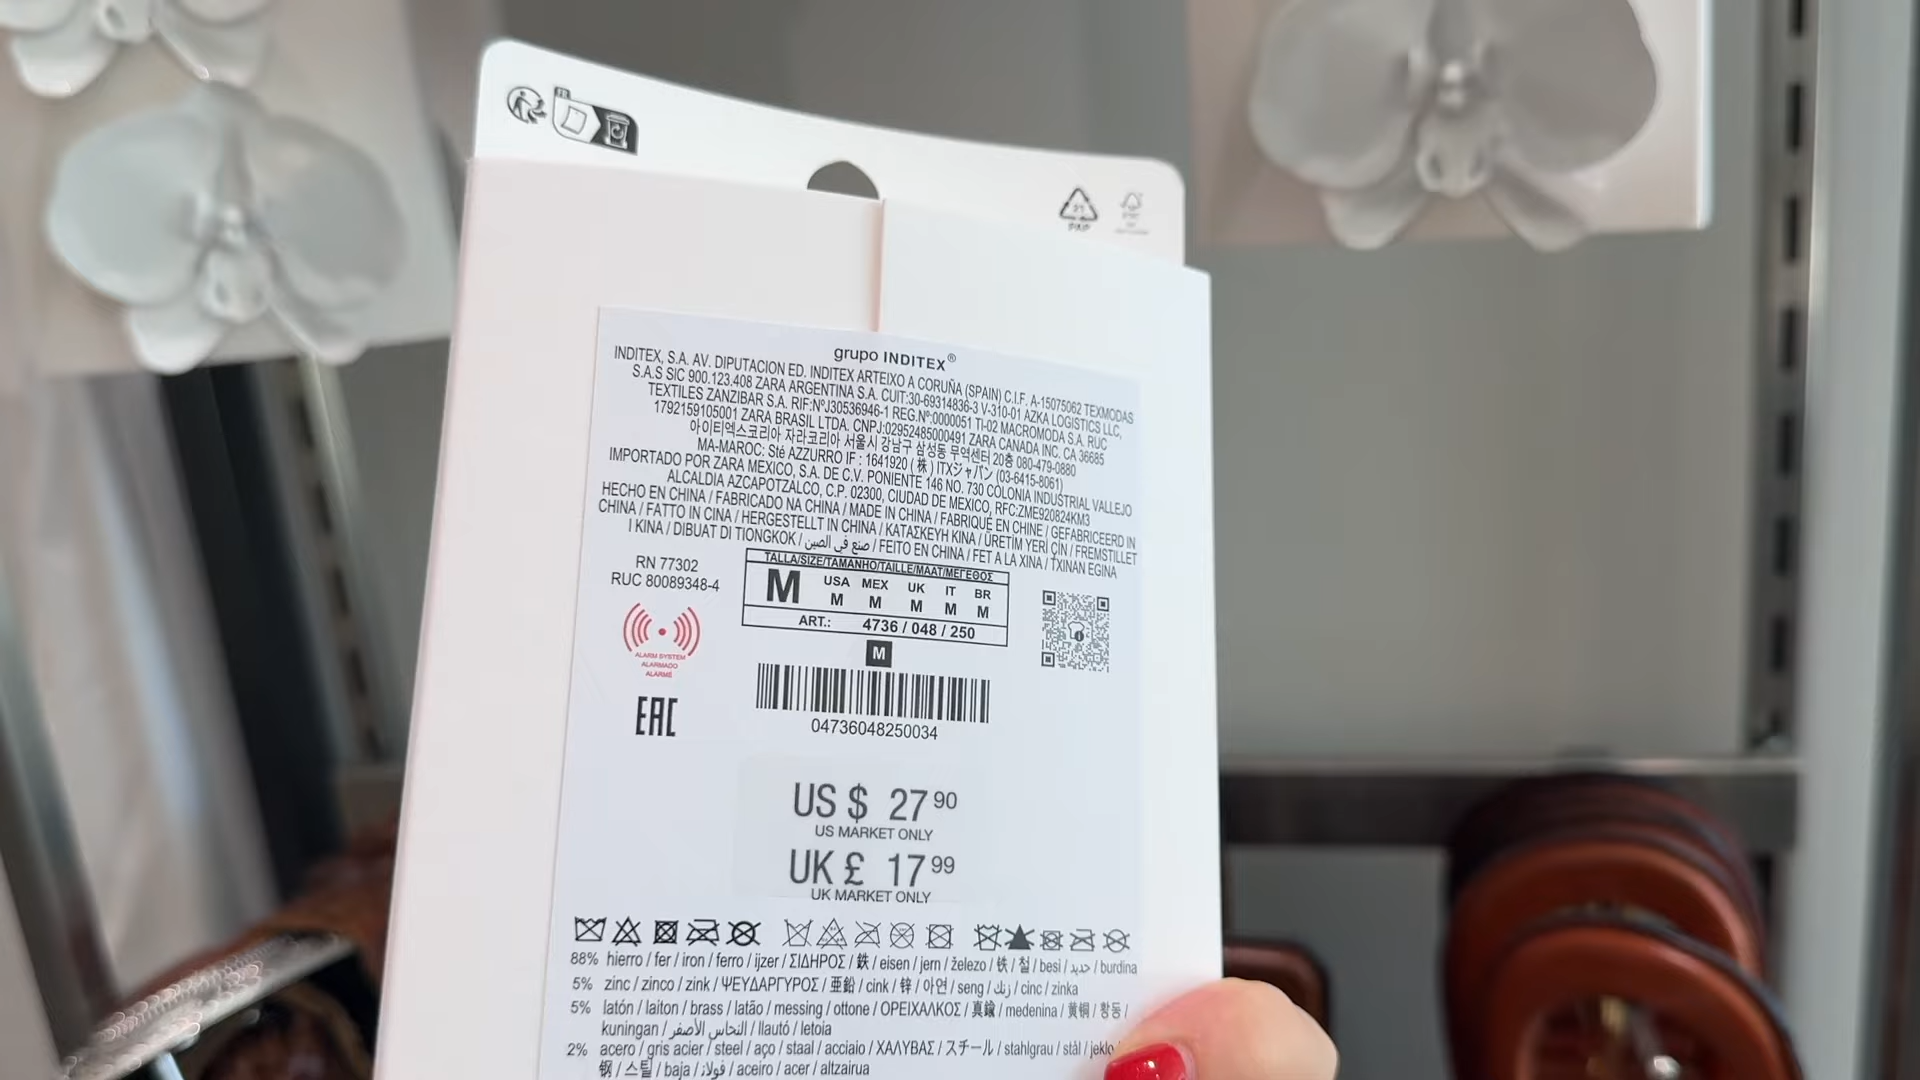 FR
21
PAP
grupo INDITEX®
INDITEX, S.A. AV. DIPUTACION ED. INDITEX ARTEIXO A CORUÑA (SPAIN) C.I.F. A-15075062 TEXMODAS
S.A.S SIC 900.123.408 ZARA ARGENTINA S.A. CUIT:30-69314836-3 V-310-01 AZKA LOGISTICS LLC,
TEXTILES ZANZIBAR S.A. RIF:NºJ30536946-1 REG.Nº:0000051 TI-02 MACROMODA S.A. RUC
1792159105001 ZARA BRASIL LTDA. CNPJ:02952485000491 ZARA CANADA INC. CA 36685
아이티엑스코리아 자라코리아 서울시 강남구 삼성동 무역센터 20층 080-479-0880
MA-MAROC: Sté AZZURRO IF : 1641920 ( 株 ) ITXジャパン (03-6415-8061)
IMPORTADO POR ZARA MEXICO, S.A. DE C.V. PONIENTE 146 NO. 730 COLONIA INDUSTRIAL VALLEJO
ALCALDIA AZCAPOTZALCO, C.P. 02300, CIUDAD DE MEXICO, RFC:ZME920824KM3
HECHO EN CHINA / FABRICADO NA CHINA / MADE IN CHINA / FABRIQUÉ EN CHINE / GEFABRICEERD IN
CHINA / FATTO IN CINA / HERGESTELLT IN CHINA / ΚΑΤΑΣΚΕΥΗ ΚΙΝΑ / ÜRETİM YERİ ÇİN / FREMSTILLET
I KINA / DIBUAT DI TIONGKOK / صنع في الصين / FEITO EN CHINA / FET A LA XINA / TXINAN EGINA
RN 77302
RUC 80089348-4
TALLA/SIZE/TAMANHO/TAILLE/MAAT/ΜΕΓΕΘΟΣ
M USA MEX UK IT BR
M M M M M
ART.: 4736 / 048 / 250
M
ALARM SYSTEM
ALARMADO
ALARMÉ
EAC
04736048250034
US $ 27 90
US MARKET ONLY
UK £ 17 99
UK MARKET ONLY
88% hierro / fer / iron / ferro / ijzer / ΣΙΔΗΡΟΣ / 鉄 / eisen / jern / železo / 铁 / 철 / besi / حديد / burdina
5% zinc / zinco / zink / ΨΕΥΔΑΡΓΥΡΟΣ / 亜鉛 / cink / 锌 / 아연 / seng / زنك / cinc / zinka
5% latón / laiton / brass / latão / messing / ottone / ΟΡΕΙΧΑΛΚΟΣ / 真鍮 / medenina / 黄铜 / 황동 /
kuningan / النحاس الأصفر / llautó / letoia
2% acero / gris acier / steel / aço / staal / acciaio / ΧΑΛΥΒΑΣ / スチール / stahlgrau / stål / jeklo
钢 / 스틸 / baja / فولاذ / aceiro / acer / altzairua